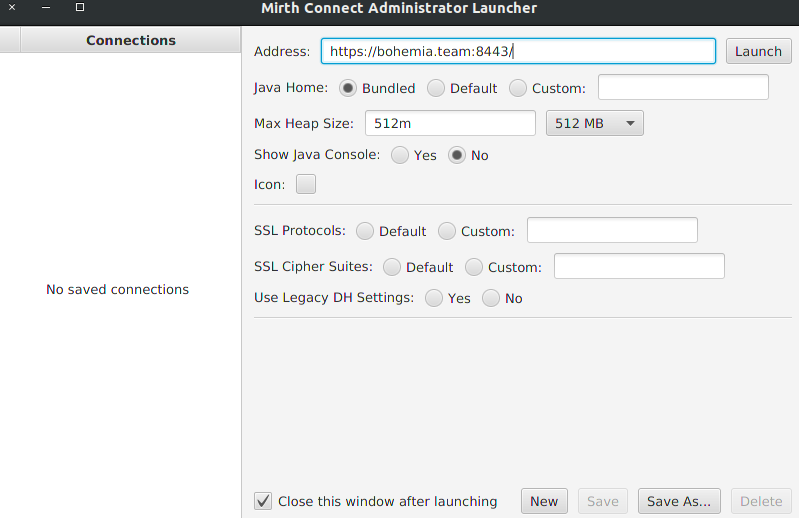 Mirth Connect Administrator Launcher
Connections
No saved connections
Address: https://bohemia.team:8443/ Launch
Java Home: Bundled Default Custom:
Max Heap Size: 512m 512 MB
Show Java Console: Yes No
Icon:
SSL Protocols: Default Custom:
SSL Cipher Suites: Default Custom:
Use Legacy DH Settings: Yes No
Close this window after launching New Save Save As... Delete